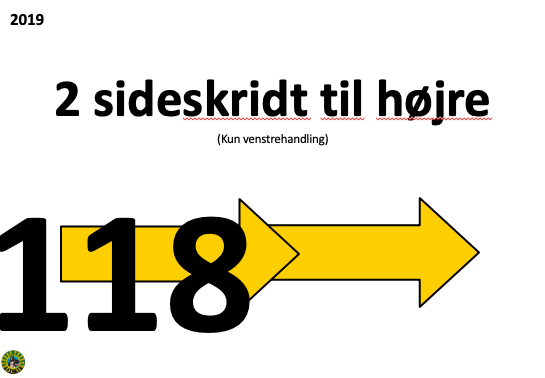 2019
2 sideskridt til højre
(Kun venstrehandling)
118